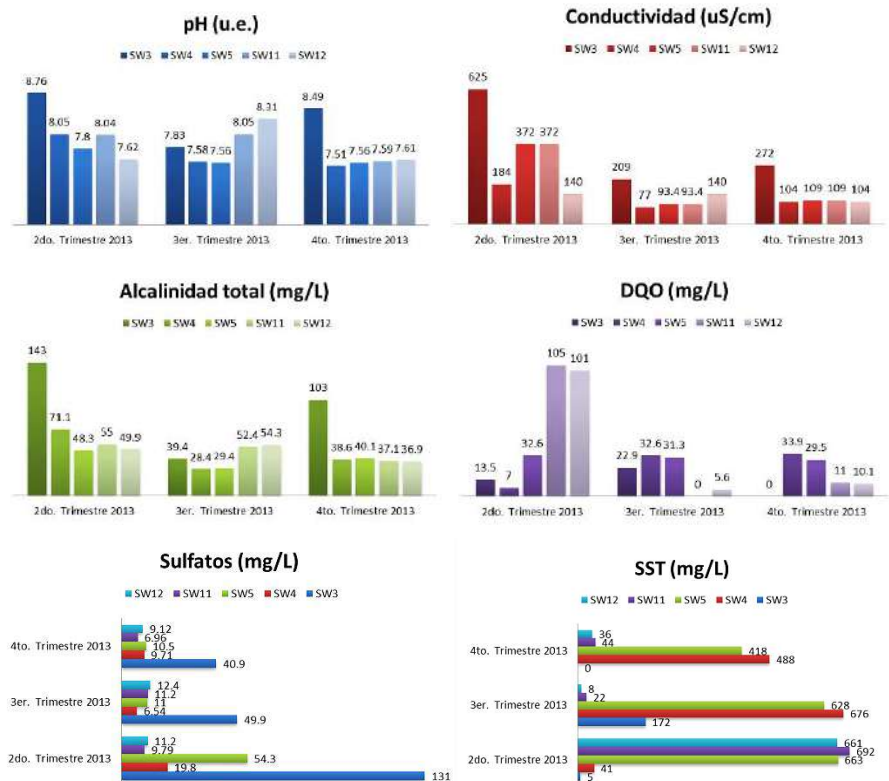 pH (u.e.)
SW3 SW4 SW5 SW11 SW12
8.76 8.05 7.8 8.04 7.62 7.83 7.58 7.56 8.05 8.31 8.49 7.51 7.56 7.59 7.61
2do. Trimestre 2013 3er. Trimestre 2013 4to. Trimestre 2013
Conductividad (uS/cm)
SW3 SW4 SW5 SW11 SW12
625 184 372 372 140 209 77 93.4 93.4 140 272 104 109 109 104
2do. Trimestre 2013 3er. Trimestre 2013 4to. Trimestre 2013
Alcalinidad total (mg/L)
SW3 SW4 SW5 SW11 SW12
143 71.1 48.3 55 49.9 39.4 28.4 29.4 52.4 54.3 103 38.6 40.1 37.1 36.9
2do. Trimestre 2013 3er. Trimestre 2013 4to. Trimestre 2013
DQO (mg/L)
SW3 SW4 SW5 SW11 SW12
13.5 7 32.6 105 101 22.9 32.6 31.3 0 5.6 0 33.9 29.5 11 10.1
2do. Trimestre 2013 3er. Trimestre 2013 4to. Trimestre 2013
Sulfatos (mg/L)
SW12 SW11 SW5 SW4 SW3
9.12
6.96
4to. Trimestre 2013 10.5
9.71
40.9
12.4
11.2
3er. Trimestre 2013 11
6.54
49.9
11.2
9.79
2do. Trimestre 2013 54.3
19.8
131
SST (mg/L)
SW12 SW11 SW5 SW4 SW3
36
44
4to. Trimestre 2013 418
488
0
8
22
3er. Trimestre 2013 628
676
172
661
692
2do. Trimestre 2013 663
41
5